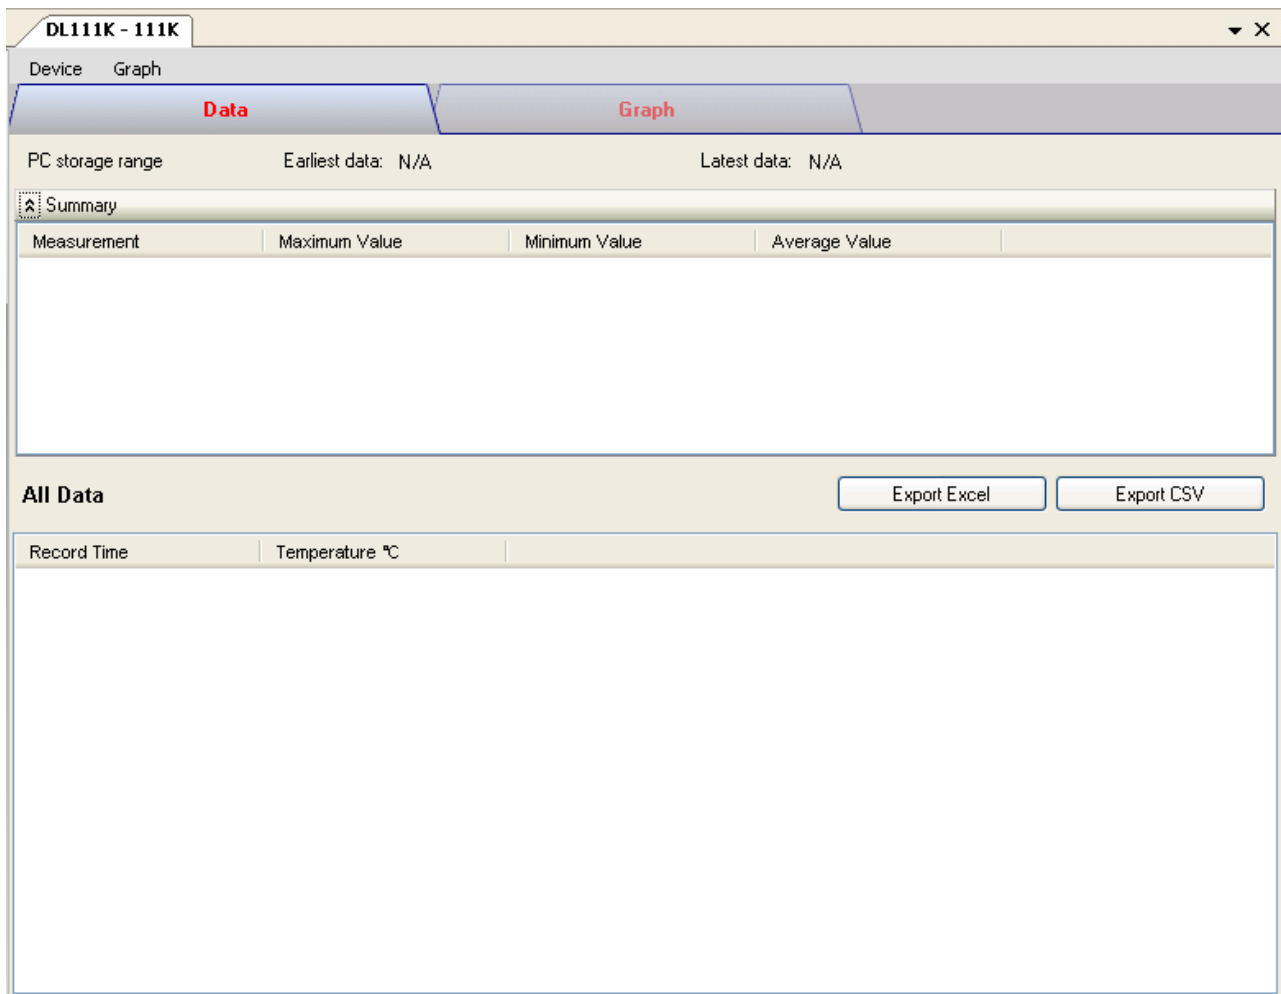 DL111K - 111K
Device Graph
Data Graph
PC storage range Earliest data: N/A Latest data: N/A
Summary
Measurement Maximum Value Minimum Value Average Value
All Data Export Excel Export CSV
Record Time Temperature °C